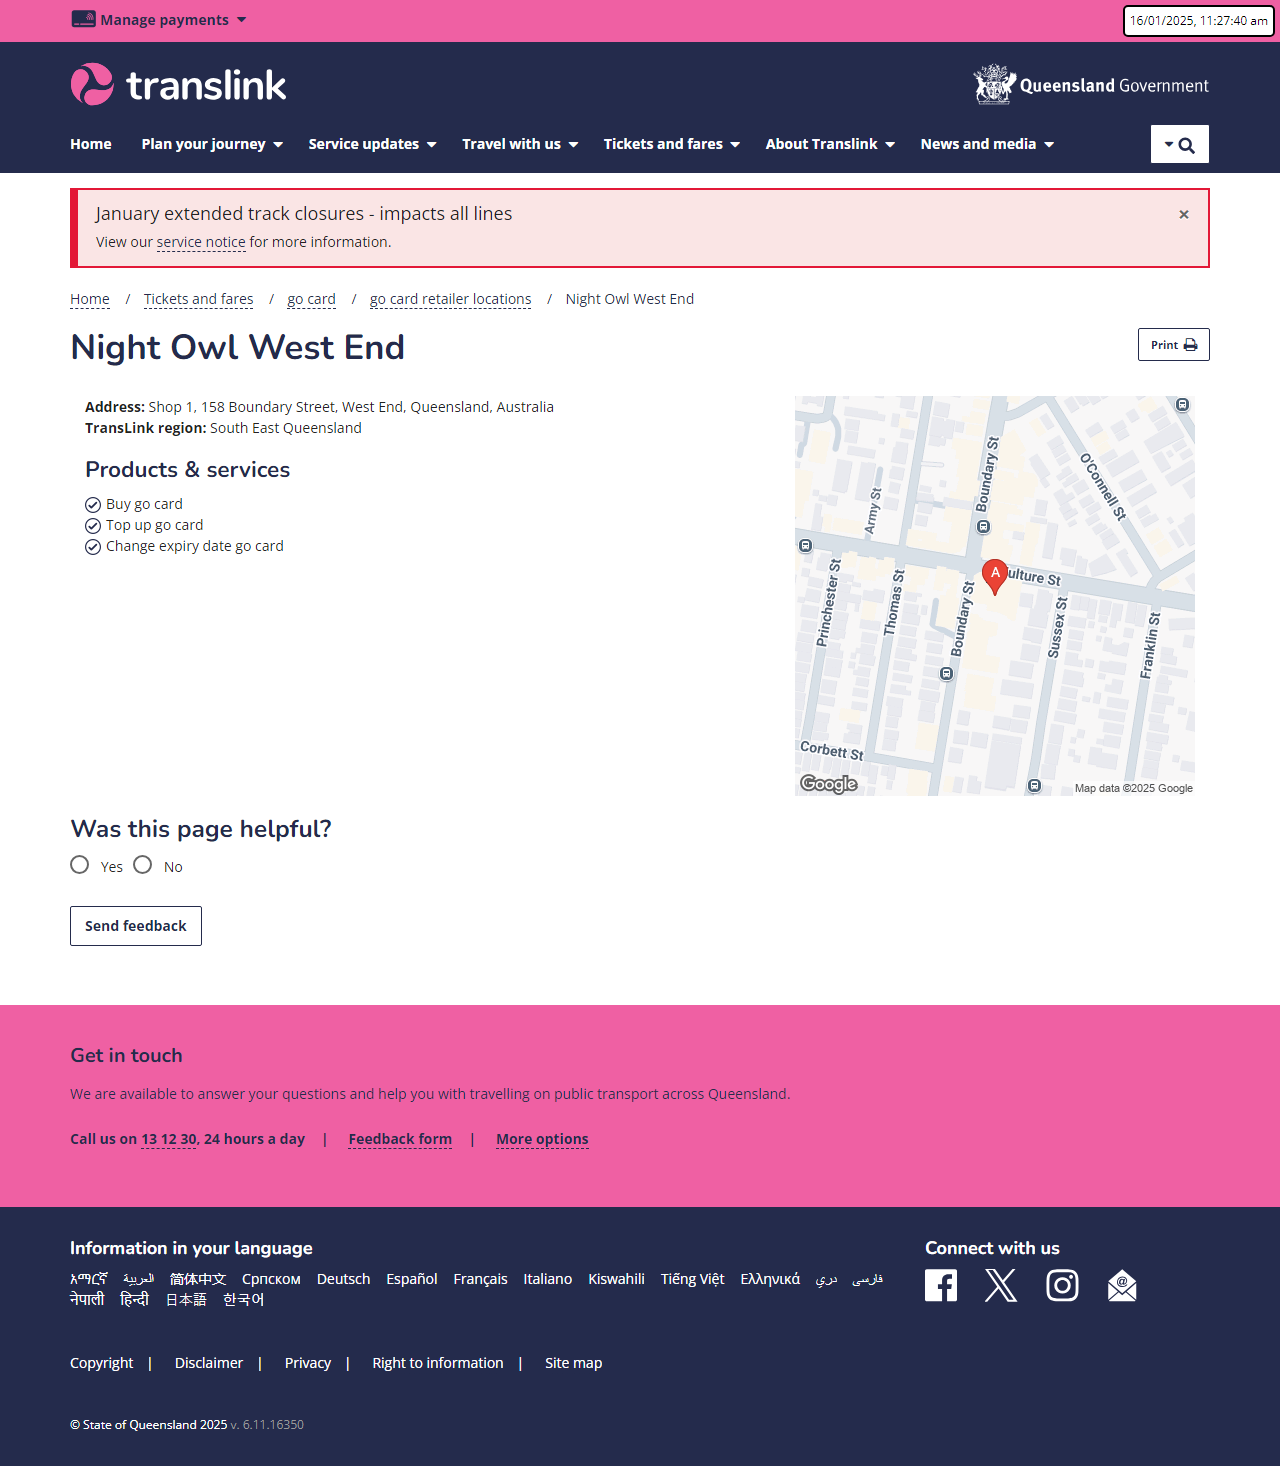 Manage payments
16/01/2025, 11:27:40 am
translink
Queensland Government
Home Plan your journey Service updates Travel with us Tickets and fares About Translink News and media
January extended track closures - impacts all lines ×
View our service notice for more information.
Home / Tickets and fares / go card / go card retailer locations / Night Owl West End
Night Owl West End
Print
Address: Shop 1, 158 Boundary Street, West End, Queensland, Australia
TransLink region: South East Queensland
Products & services
Buy go card
Top up go card
Change expiry date go card
Boundary St
O'Connell St
Army St
A
ulture St
Princhester St
Thomas St
Boundary St
Sussex St
Franklin St
Corbett St
Google
Map data ©2025 Google
Was this page helpful?
Yes No
Send feedback
Get in touch
We are available to answer your questions and help you with travelling on public transport across Queensland.
Call us on 13 12 30, 24 hours a day | Feedback form | More options
Information in your language
አማርኛ العربية 简体中文 Српском Deutsch Español Français Italiano Kiswahili Tiếng Việt Ελληνικά دري فارسی
नेपाली हिन्दी 日本語 한국어
Connect with us
Copyright | Disclaimer | Privacy | Right to information | Site map
© State of Queensland 2025 v. 6.11.16350